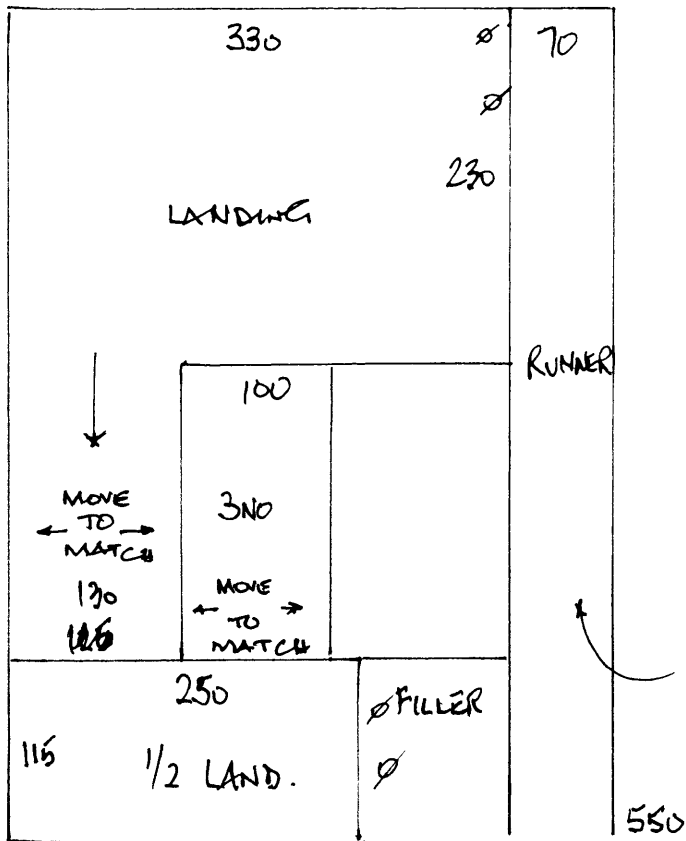 330
ø
70
ø
230
LANDING
RUNNER
100
MOVE
TO
MATCH
3NO
130
MOVE
TO
MATCH
250
ø FILLER
115
1/2 LAND.
ø
550